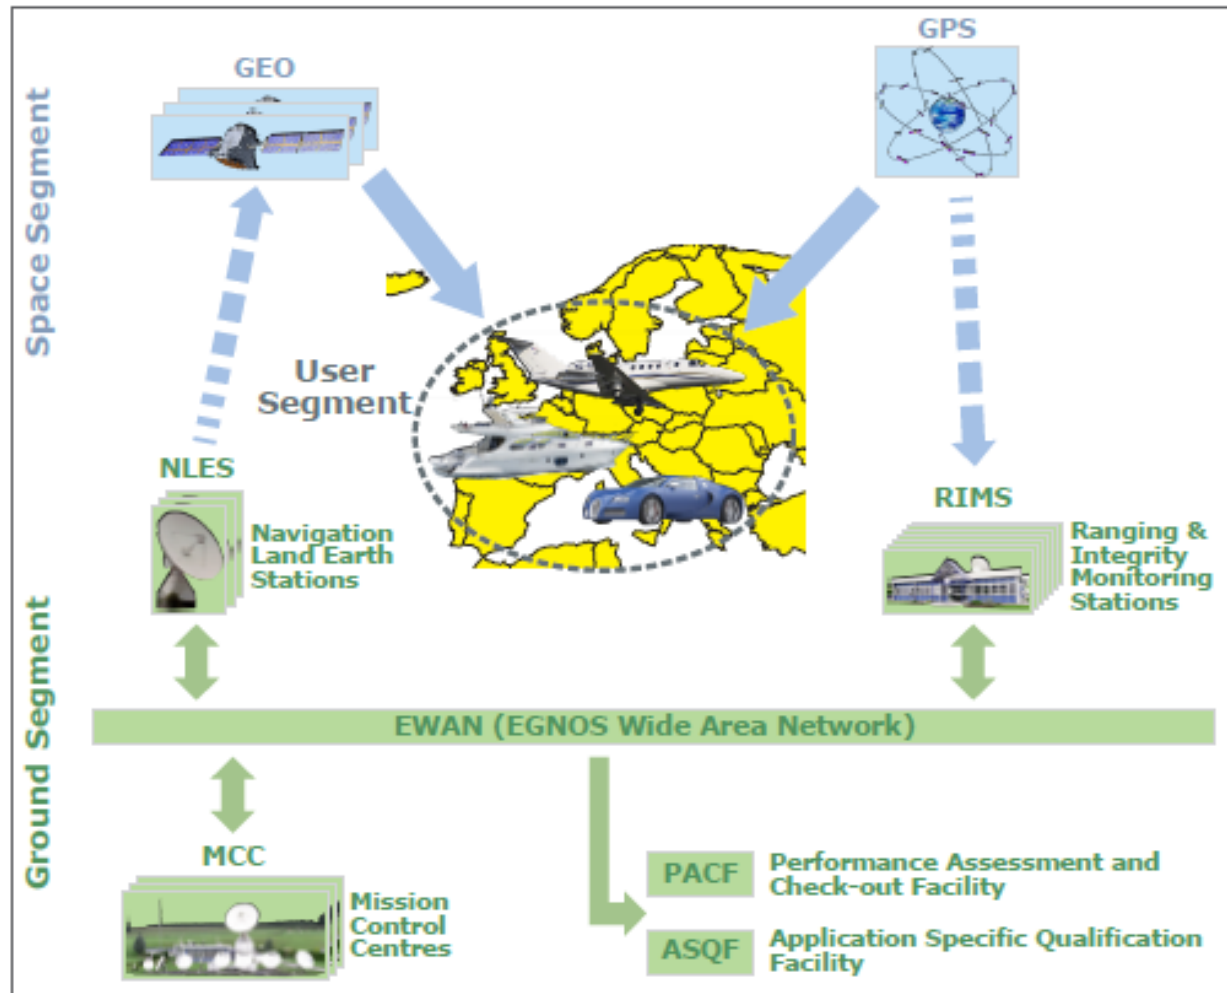 GPS
GEO
Space Segment
User
Segment
NLES
Navigation
Land Earth
Stations
RIMS
Ranging &
Integrity
Monitoring
Stations
Ground Segment
EWAN (EGNOS Wide Area Network)
MCC
Mission
Control
Centres
PACF
Performance Assessment and
Check-out Facility
ASQF
Application Specific Qualification
Facility